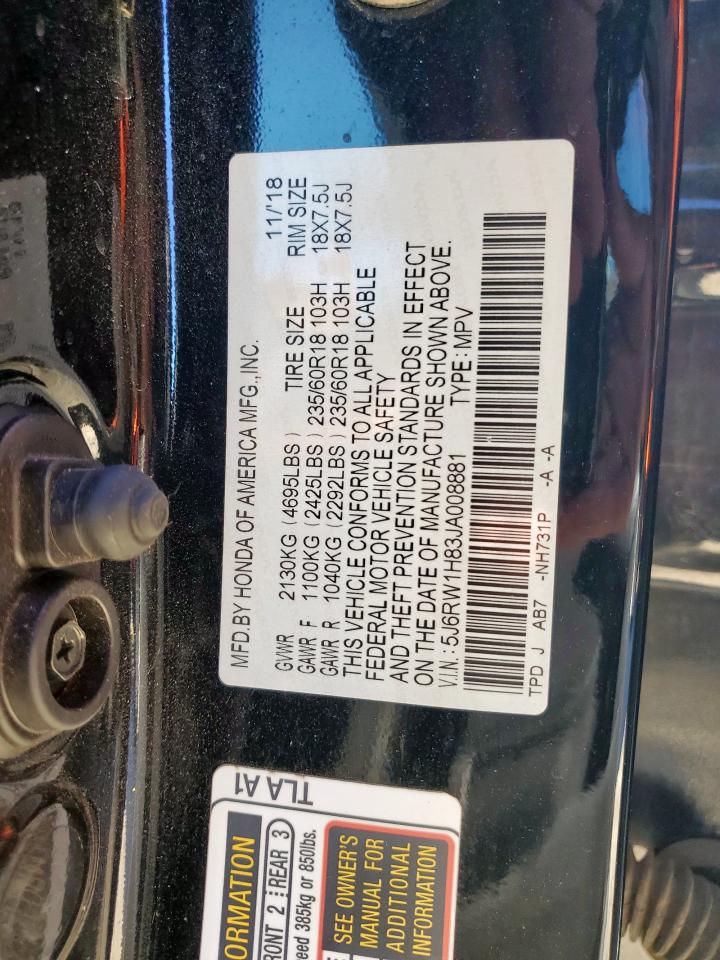 MFD.BY HONDA OF AMERICA MFG.,INC. 11/'18
GVWR 2130KG (4695LBS) TIRE SIZE RIM SIZE
GAWR F 1100KG (2425LBS) 235/60R18 103H 18X7.5J
GAWR R 1040KG (2292LBS) 235/60R18 103H 18X7.5J
THIS VEHICLE CONFORMS TO ALL APPLICABLE
FEDERAL MOTOR VEHICLE SAFETY
AND THEFT PREVENTION STANDARDS IN EFFECT
ON THE DATE OF MANUFACTURE SHOWN ABOVE.
V.I.N.: 5J6RW1H83JA008881 TYPE : MPV
TPD J AB7 -NH731P -A -A
TLA A1
FRONT 2 REAR 3
385kg or 850lbs.
SEE OWNER'S
MANUAL FOR
ADDITIONAL
INFORMATION